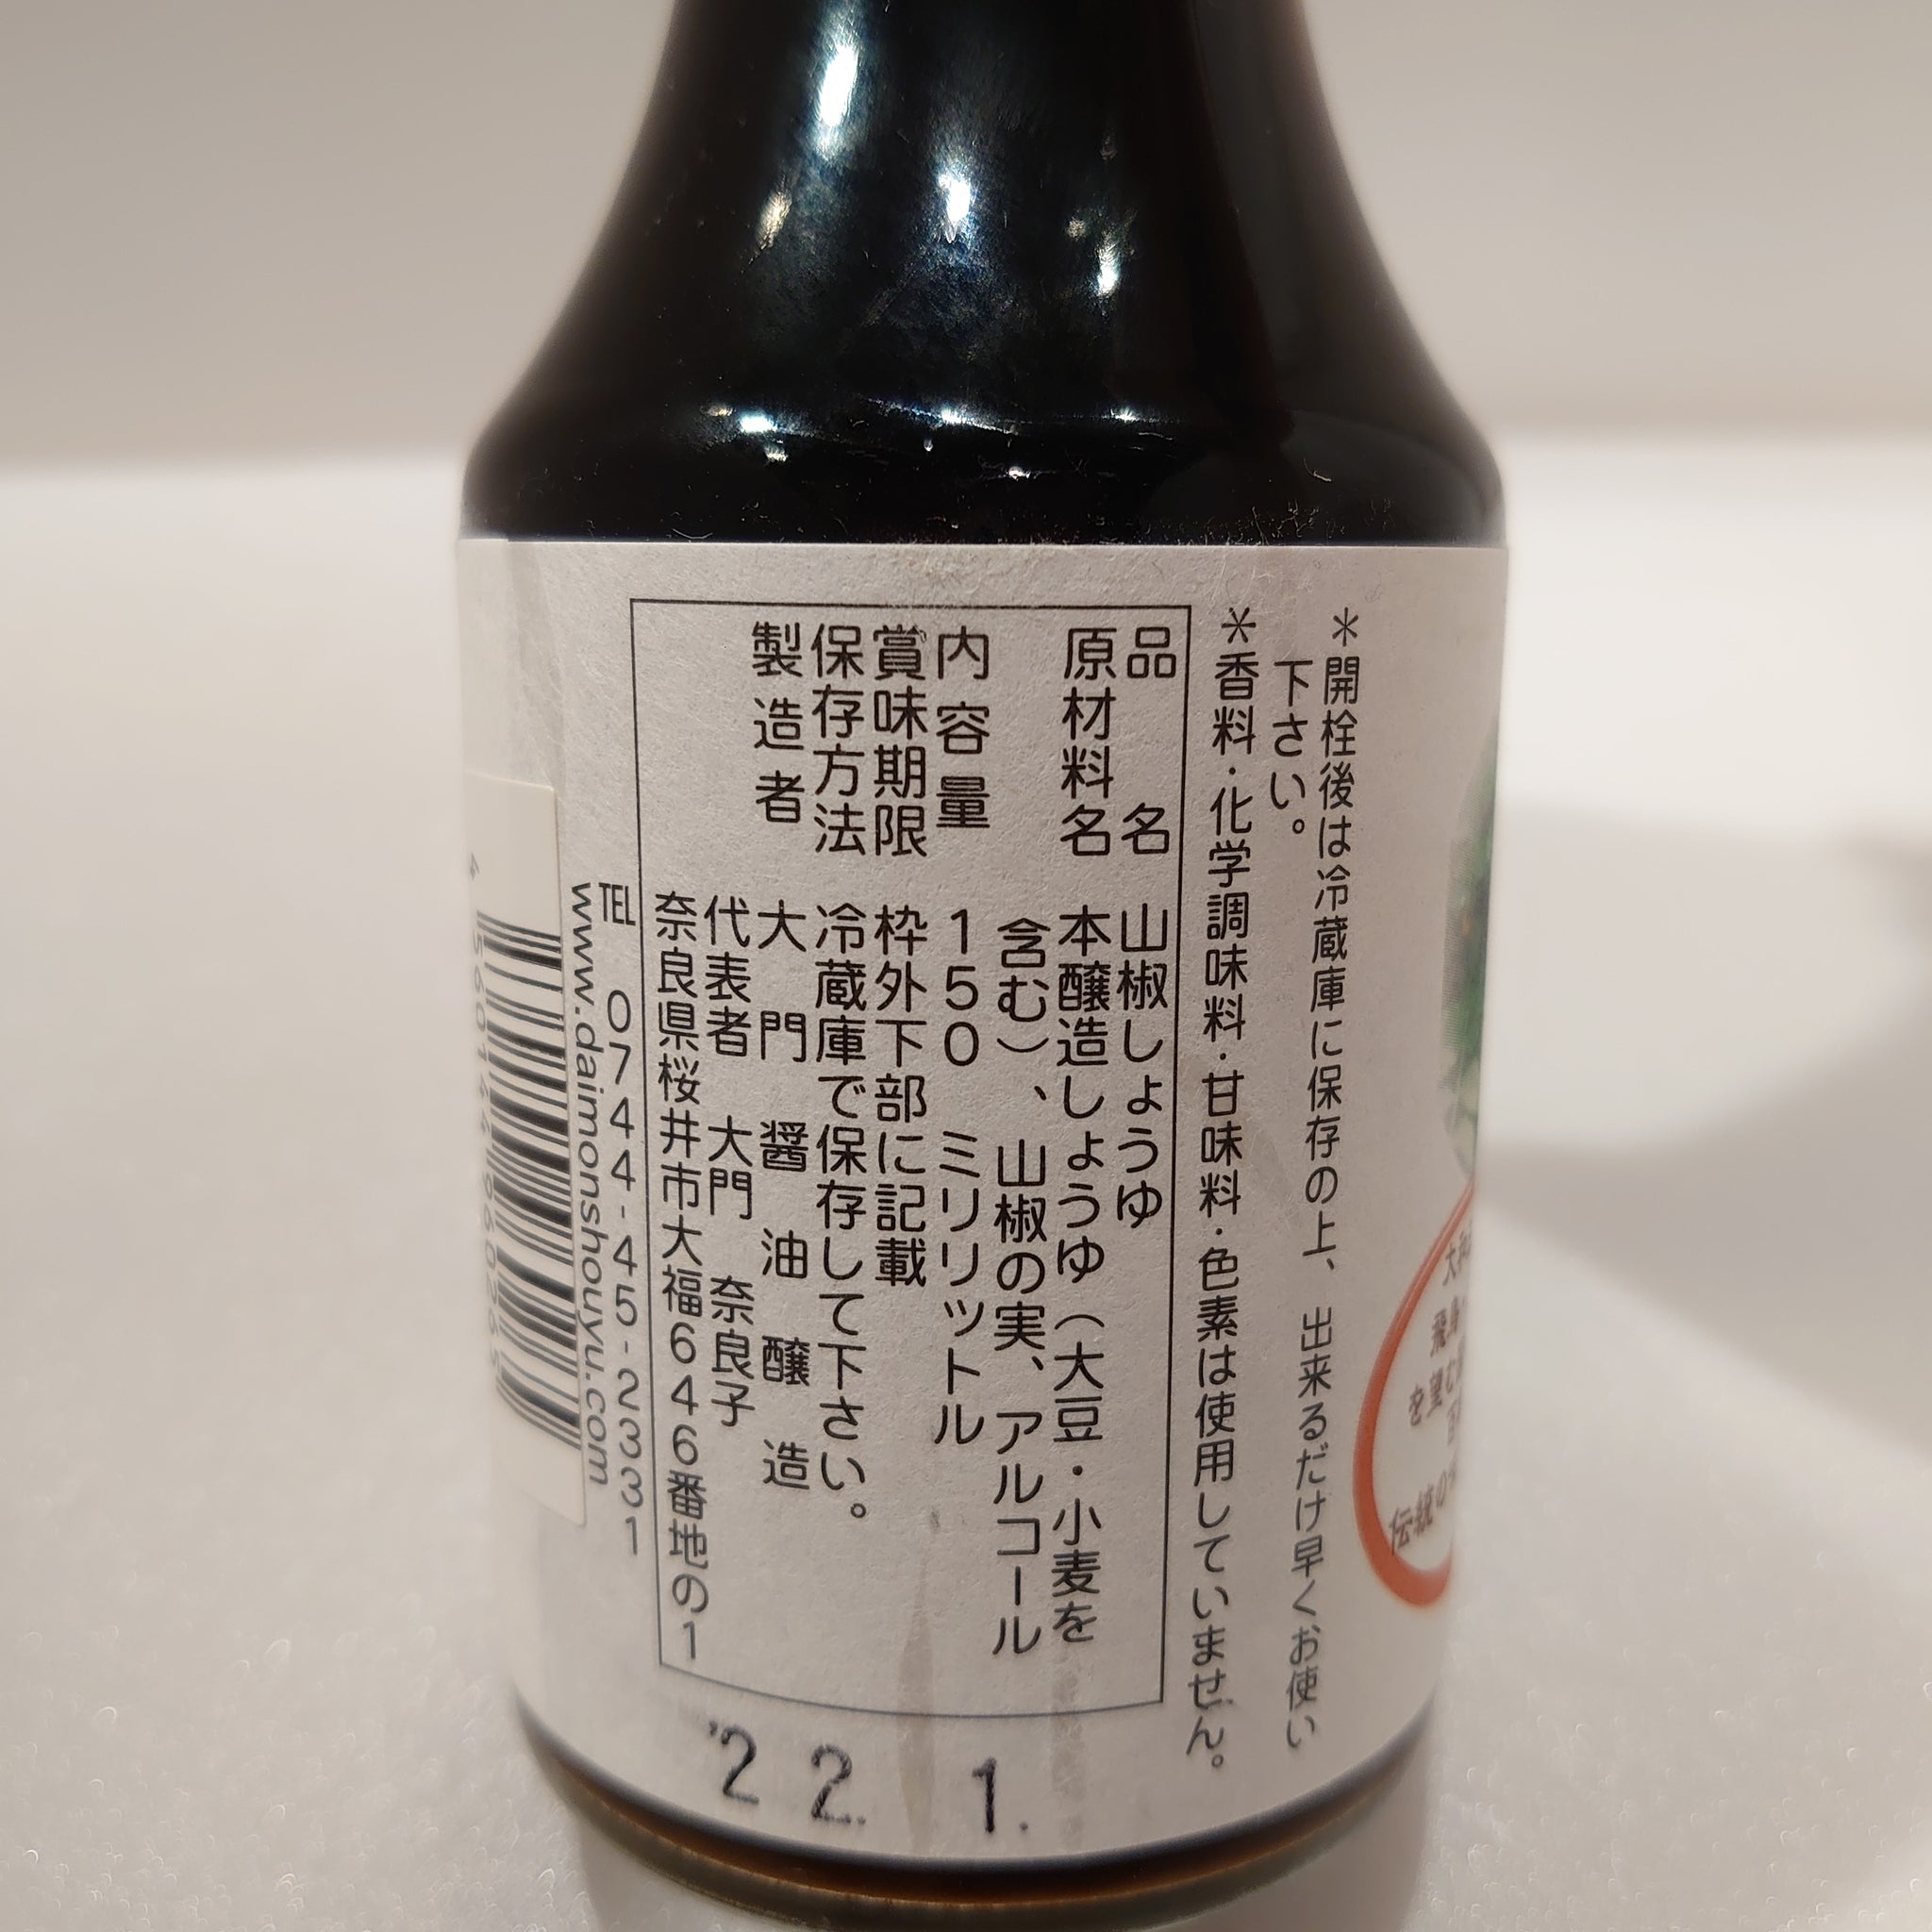 ＊開栓後は冷蔵庫に保存の上、出来るだけ早くお使い
下さい。
＊香料・化学調味料・甘味料・色素は使用していません。
品名 山椒しょうゆ
原材料名 本醸造しょうゆ（大豆・小麦を
含む）、山椒の実、アルコール
内容量 150 ミリリットル
賞味期限 枠外下部に記載
保存方法 冷蔵庫で保存して下さい。
製造者 大門醤油醸造
代表者 大門 奈良子
奈良県桜井市大福646番地の1
TEL 0744-45-2331
www.daimonshouyu.com
'22. 1.
を望む
伝統の